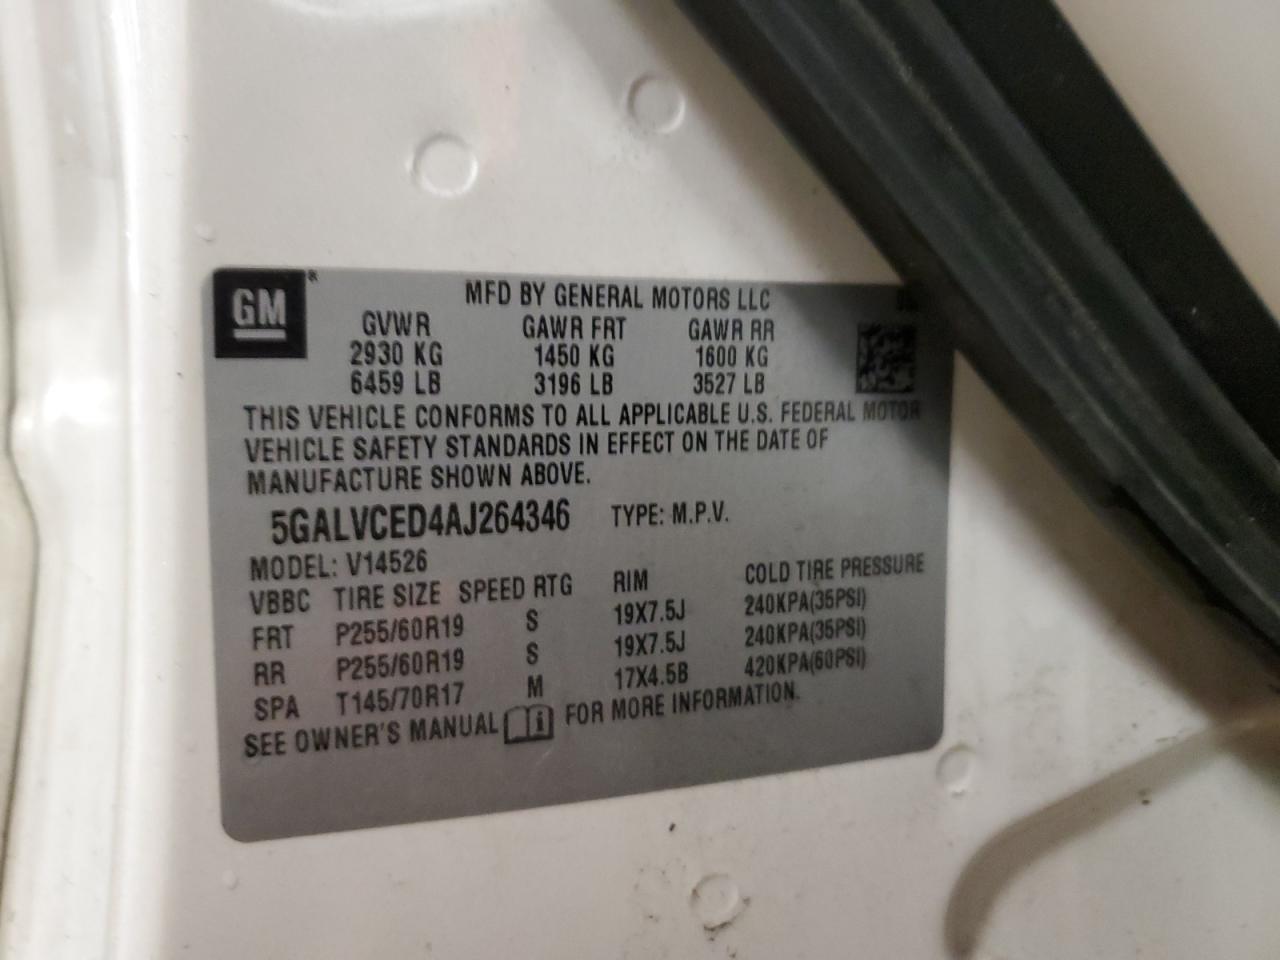 GM®
MFD BY GENERAL MOTORS LLC
GVWR GAWR FRT GAWR RR
2930 KG 1450 KG 1600 KG
6459 LB 3196 LB 3527 LB
THIS VEHICLE CONFORMS TO ALL APPLICABLE U.S. FEDERAL MOTOR
VEHICLE SAFETY STANDARDS IN EFFECT ON THE DATE OF
MANUFACTURE SHOWN ABOVE.
5GALVCED4AJ264346 TYPE: M.P.V.
MODEL: V14526
VBBC TIRE SIZE SPEED RTG RIM COLD TIRE PRESSURE
FRT P255/60R19 S 19X7.5J 240KPA(35PSI)
RR P255/60R19 S 19X7.5J 240KPA(35PSI)
SPA T145/70R17 M 17X4.5B 420KPA(60PSI)
SEE OWNER'S MANUAL i FOR MORE INFORMATION.